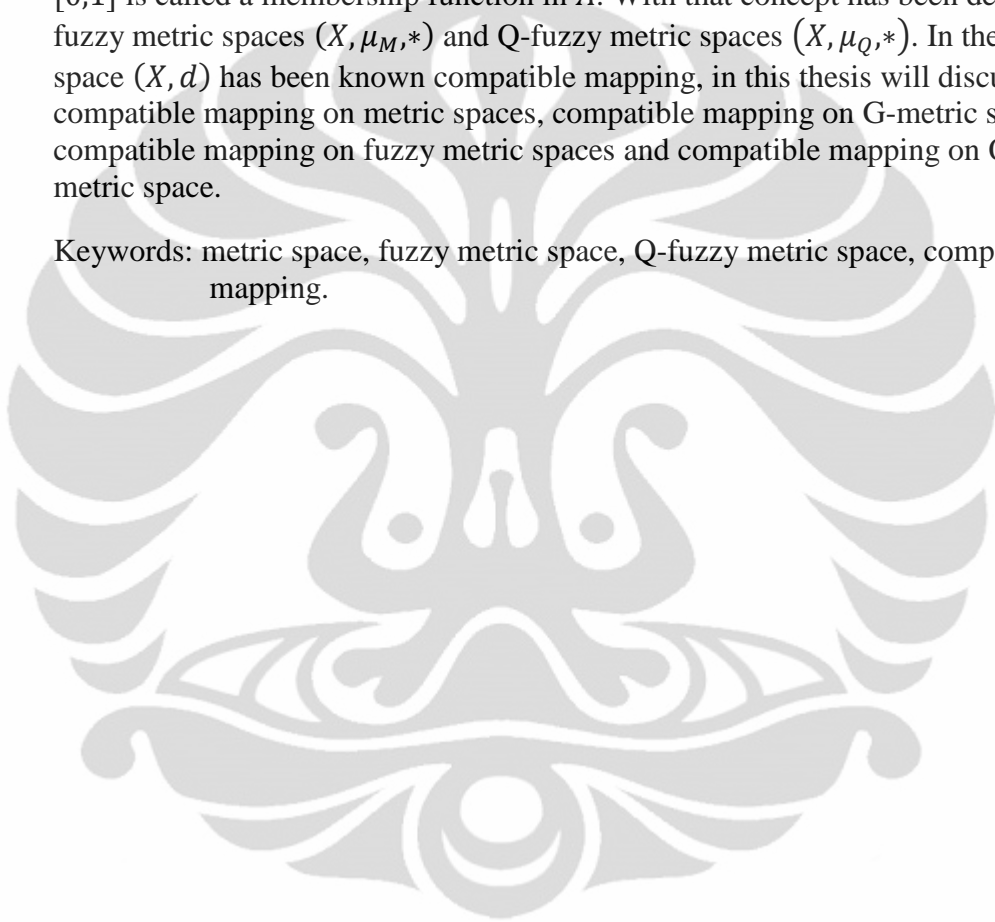 [0,1] is called a membership function in A. With that concept has been de
fuzzy metric spaces (X, μ_M,∗) and Q-fuzzy metric spaces (X, μ_Q,∗). In the
space (X, d) has been known compatible mapping, in this thesis will discu
compatible mapping on metric spaces, compatible mapping on G-metric s
compatible mapping on fuzzy metric spaces and compatible mapping on
metric space.
Keywords: metric space, fuzzy metric space, Q-fuzzy metric space, comp
mapping.